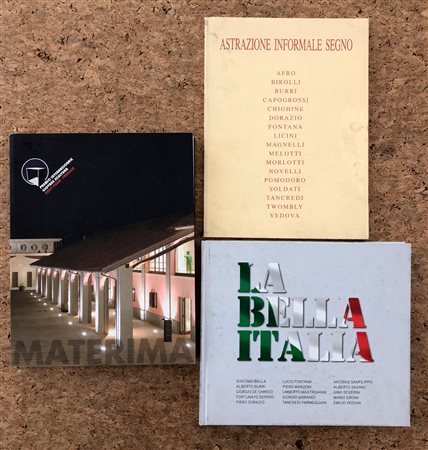 ASTRAZIONE INFORMALE SEGNO
AFRO
BIROLLI
BURRI
CAPOGROSSI
CHIGHINE
DORAZIO
FONTANA
LICINI
MAGNELLI
MELOTTI
MORLOTTI
NOVELLI
POMODORO
SOLDATI
TANCREDI
TWOMBLY
VEDOVA
MATERIMA
LA
BELLA
ITALIA
GIACOMO BALLA
ALBERTO BURRI
GIORGIO DE CHIRICO
FORTUNATO DEPERO
PIERO DORAZIO
LUCIO FONTANA
PIERO MANZONI
UMBERTO MASTROIANNI
GIORGIO MORANDI
TANCREDI PARMEGGIANI
ANTONIO SANFILIPPO
ALBERTO SAVINIO
GINO SEVERINI
MARIO SIRONI
EMILIO VEDOVA